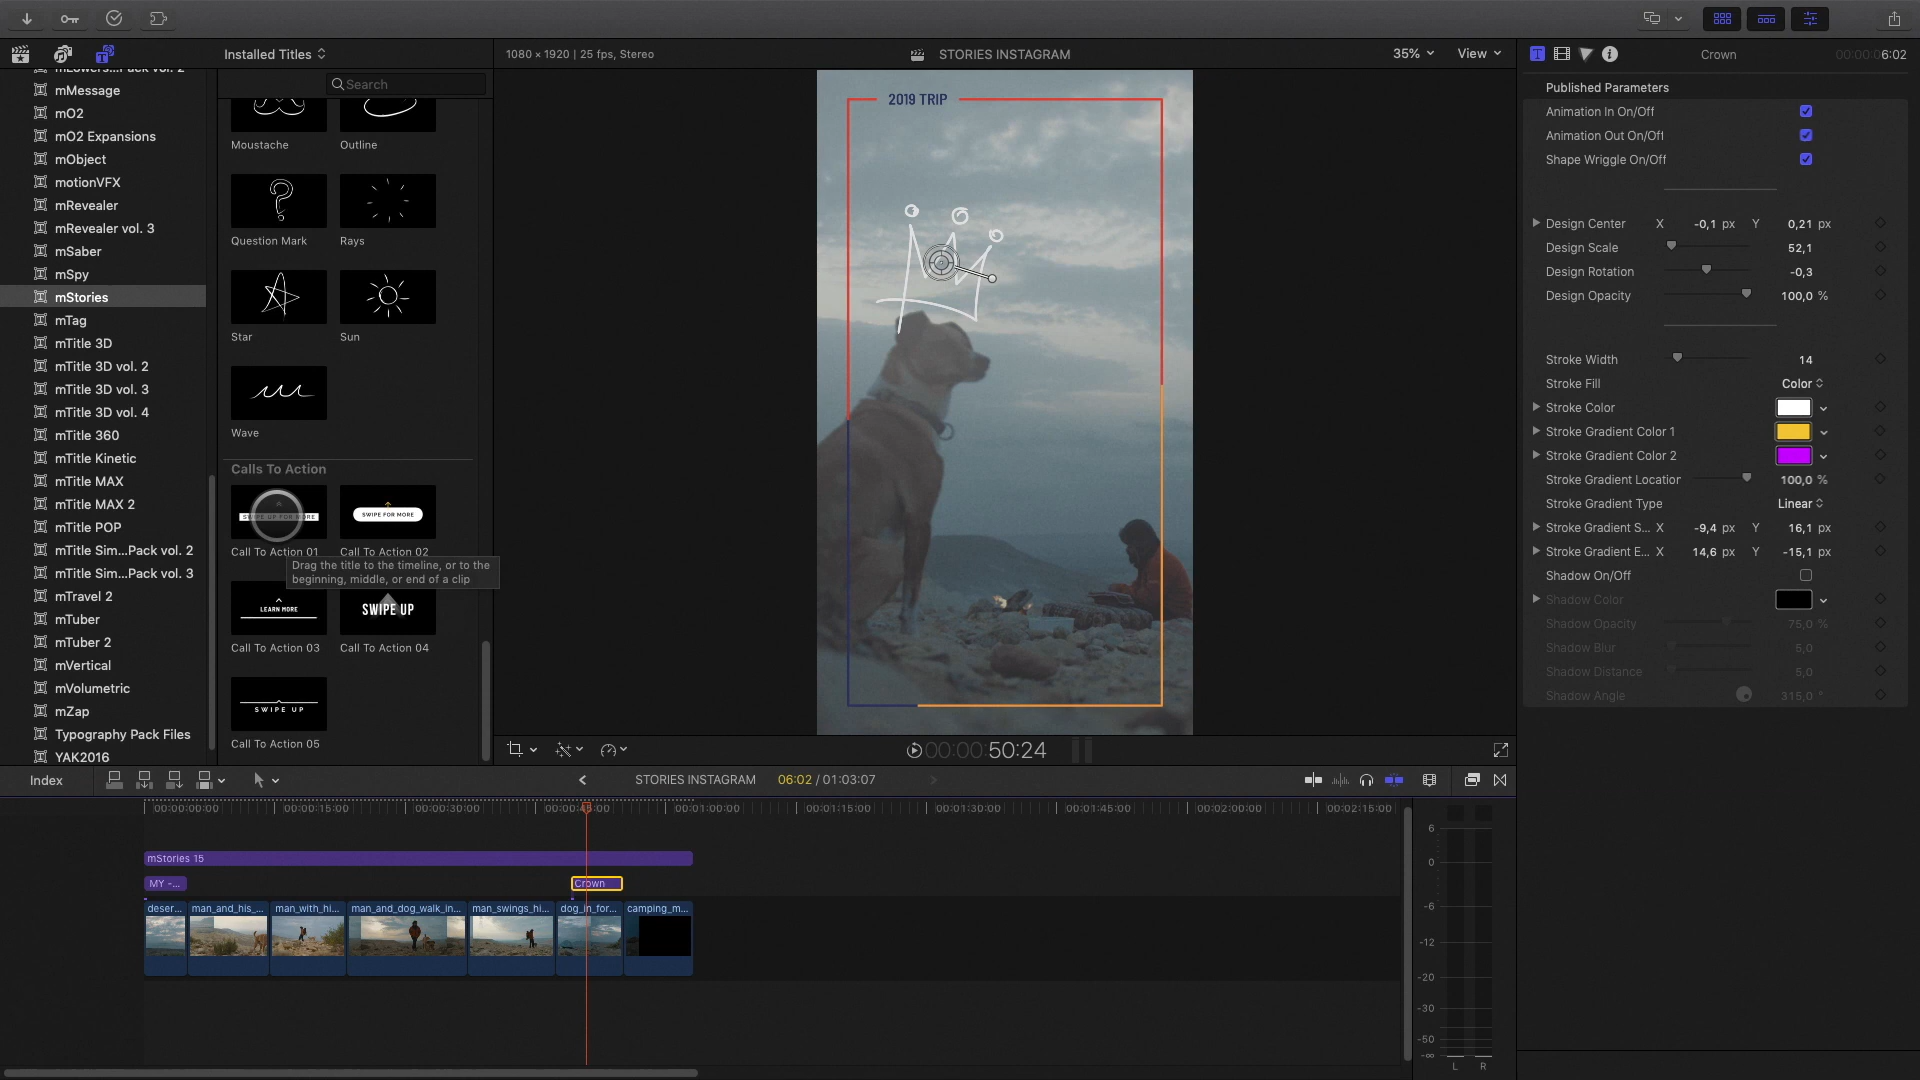 Installed Titles
1080 × 1920 | 25 fps, Stereo
STORIES INSTAGRAM
35%
View
Crown
00:00:06:02
Search
mLowers...Pack vol. 2
mMessage
mO2
mO2 Expansions
mObject
motionVFX
mRevealer
mRevealer vol. 3
mSaber
mSpy
mStories
mTag
mTitle 3D
mTitle 3D vol. 2
mTitle 3D vol. 3
mTitle 3D vol. 4
mTitle 360
mTitle Kinetic
mTitle MAX
mTitle MAX 2
mTitle POP
mTitle Sim...Pack vol. 2
mTitle Sim...Pack vol. 3
mTravel 2
mTuber
mTuber 2
mVertical
mVolumetric
mZap
Typography Pack Files
YAK2016
Moustache
Outline
Question Mark
Rays
Star
Sun
Wave
Calls To Action
SWIPE UP FOR MORE
SWIPE FOR MORE
Call To Action 01
Call To Action 02
Drag the title to the timeline, or to the
beginning, middle, or end of a clip
LEARN MORE
SWIPE UP
Call To Action 03
Call To Action 04
SWIPE UP
Call To Action 05
2019 TRIP
00:00:50:24
Published Parameters
Animation In On/Off
Animation Out On/Off
Shape Wriggle On/Off
Design Center X -0,1 px Y 0,21 px
Design Scale 52,1
Design Rotation -0,3
Design Opacity 100,0 %
Stroke Width 14
Stroke Fill Color
Stroke Color
Stroke Gradient Color 1
Stroke Gradient Color 2
Stroke Gradient Location 100,0 %
Stroke Gradient Type Linear
Stroke Gradient S... X -9,4 px Y 16,1 px
Stroke Gradient E... X 14,6 px Y -15,1 px
Shadow On/Off
Shadow Color
Shadow Opacity 75,0 %
Shadow Blur 5,0
Shadow Distance 5,0
Shadow Angle 315,0 °
Index
STORIES INSTAGRAM
06:02 / 01:03:07
00:00:00:00
00:00:15:00
00:00:30:00
00:00:45:00
00:01:00:00
00:01:15:00
00:01:30:00
00:01:45:00
00:02:00:00
00:02:15:00
mStories 15
MY -...
Crown
deser...
man_and_his_...
man_with_hi...
man_and_dog_walk_in...
man_swings_hi...
dog_in_for...
camping_m...
6
0
-6
-12
-20
-30
-50
-∞
L R